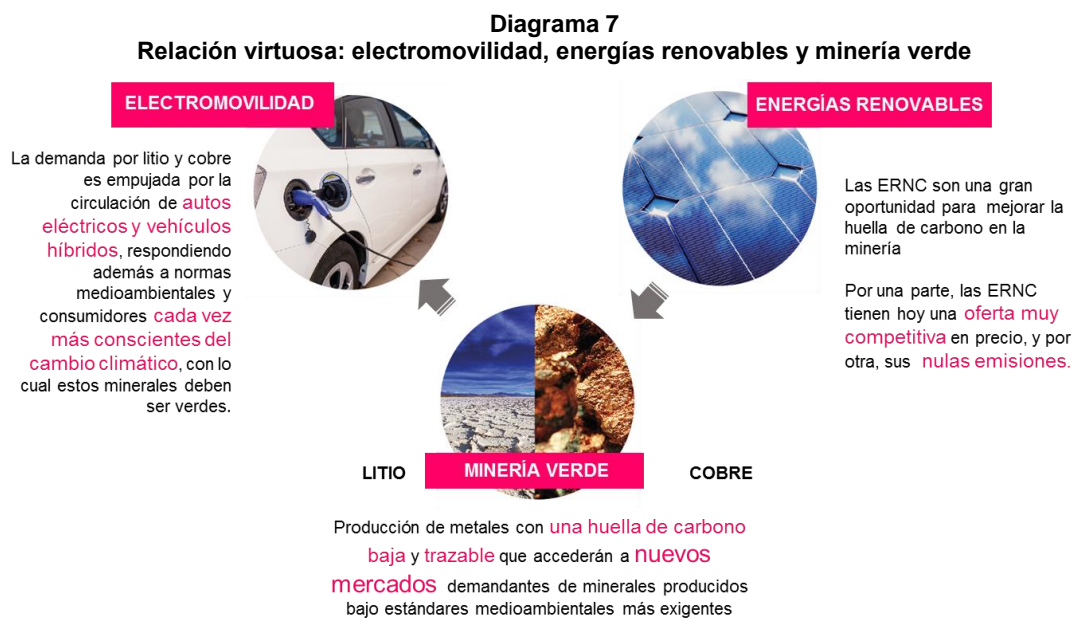 Diagrama 7
Relación virtuosa: electromovilidad, energías renovables y minería verde
ELECTROMOVILIDAD
La demanda por litio y cobre
es empujada por la
circulación de autos
eléctricos y vehículos
híbridos, respondiendo
además a normas
medioambientales y
consumidores cada vez
más conscientes del
cambio climático, con lo
cual estos minerales deben
ser verdes.
ENERGÍAS RENOVABLES
Las ERNC son una gran
oportunidad para mejorar la
huella de carbono en la
minería
Por una parte, las ERNC
tienen hoy una oferta muy
competitiva en precio, y por
otra, sus nulas emisiones.
LITIO
MINERÍA VERDE
COBRE
Producción de metales con una huella de carbono
baja y trazable que accederán a nuevos
mercados demandantes de minerales producidos
bajo estándares medioambientales más exigentes